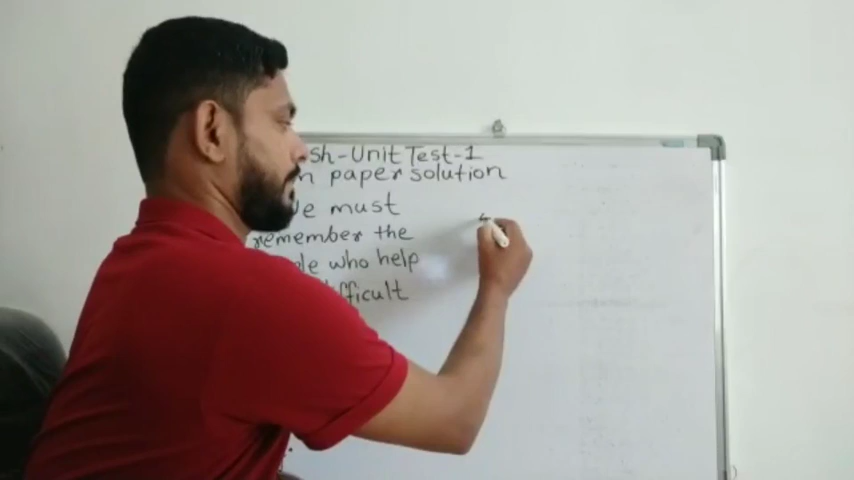 sh-Unit Test-1
n paper solution
e must
remember the
le who help
fficult